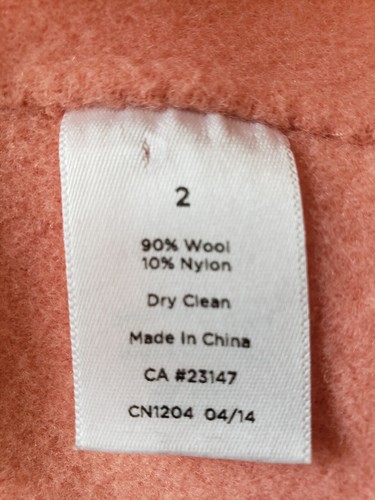 2
90% Wool
10% Nylon
Dry Clean
Made In China
CA #23147
CN1204 04/14